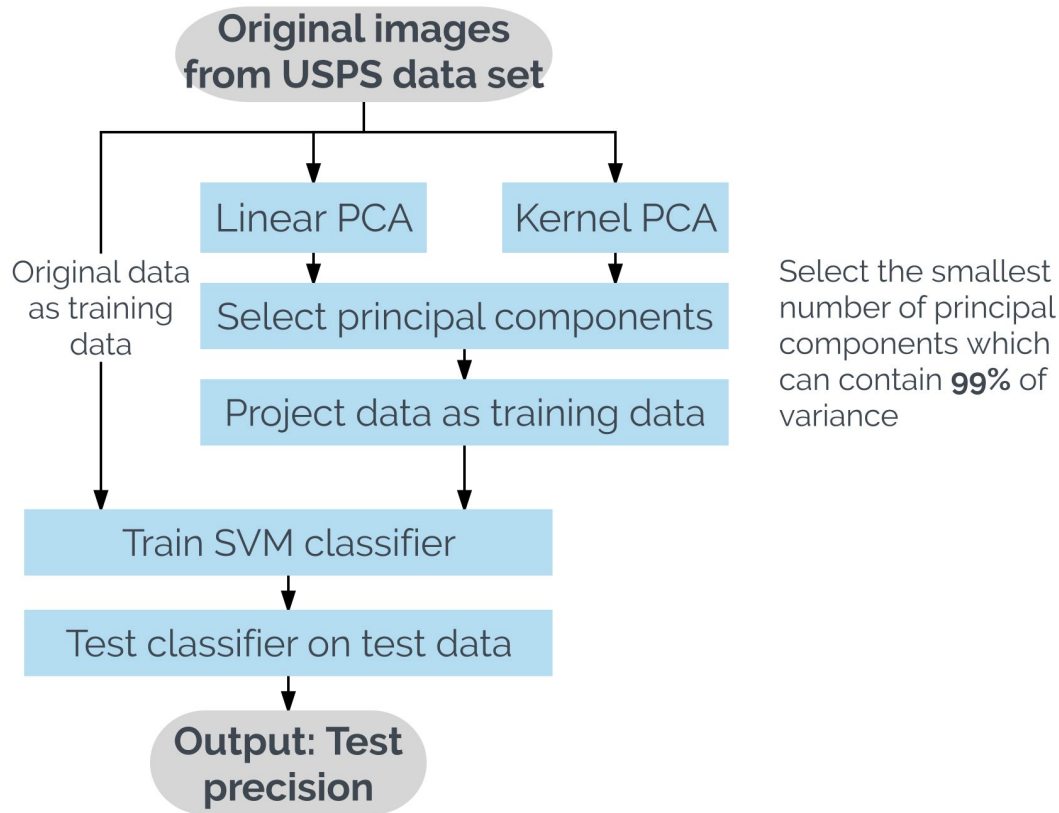 Original images
from USPS data set
Linear PCA
Kernel PCA
Original data
as training
data
Select principal components
Select the smallest
number of principal
components which
can contain 99% of
variance
Project data as training data
Train SVM classifier
Test classifier on test data
Output: Test
precision